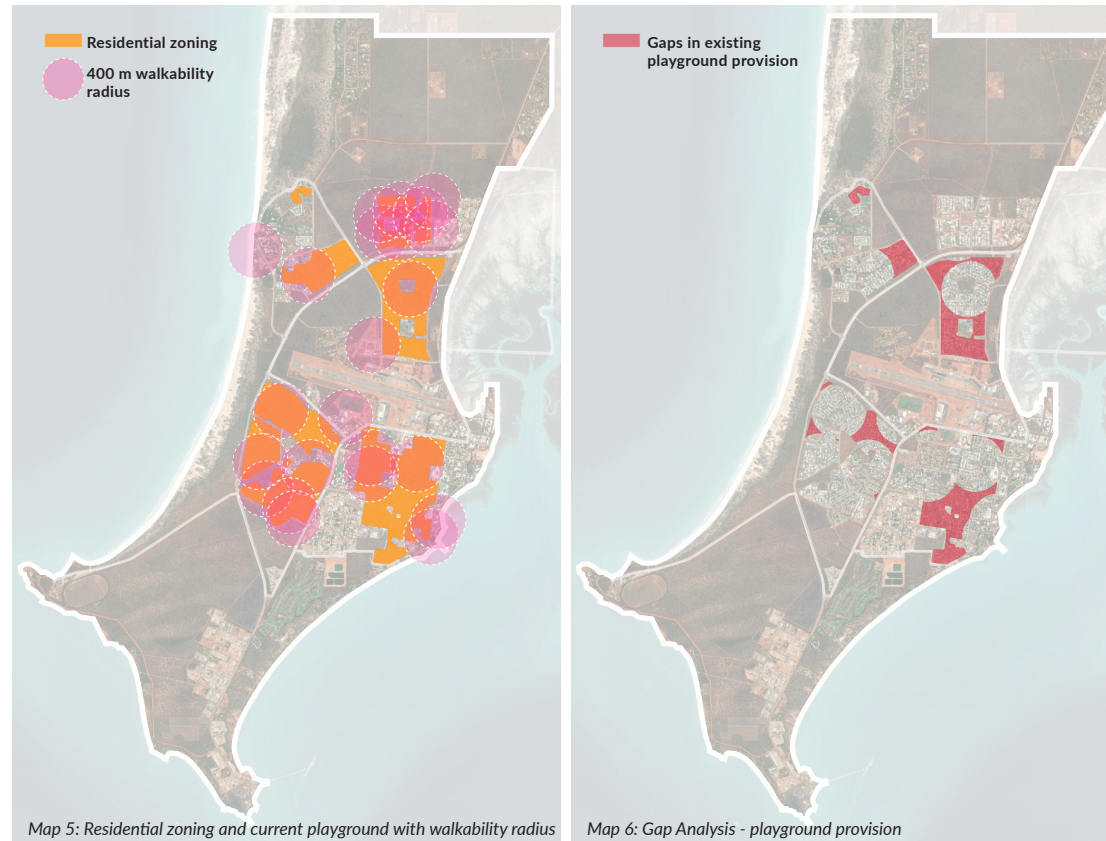 Residential zoning
400 m walkability
radius
Map 5: Residential zoning and current playground with walkability radius
Gaps in existing
playground provision
Map 6: Gap Analysis - playground provision